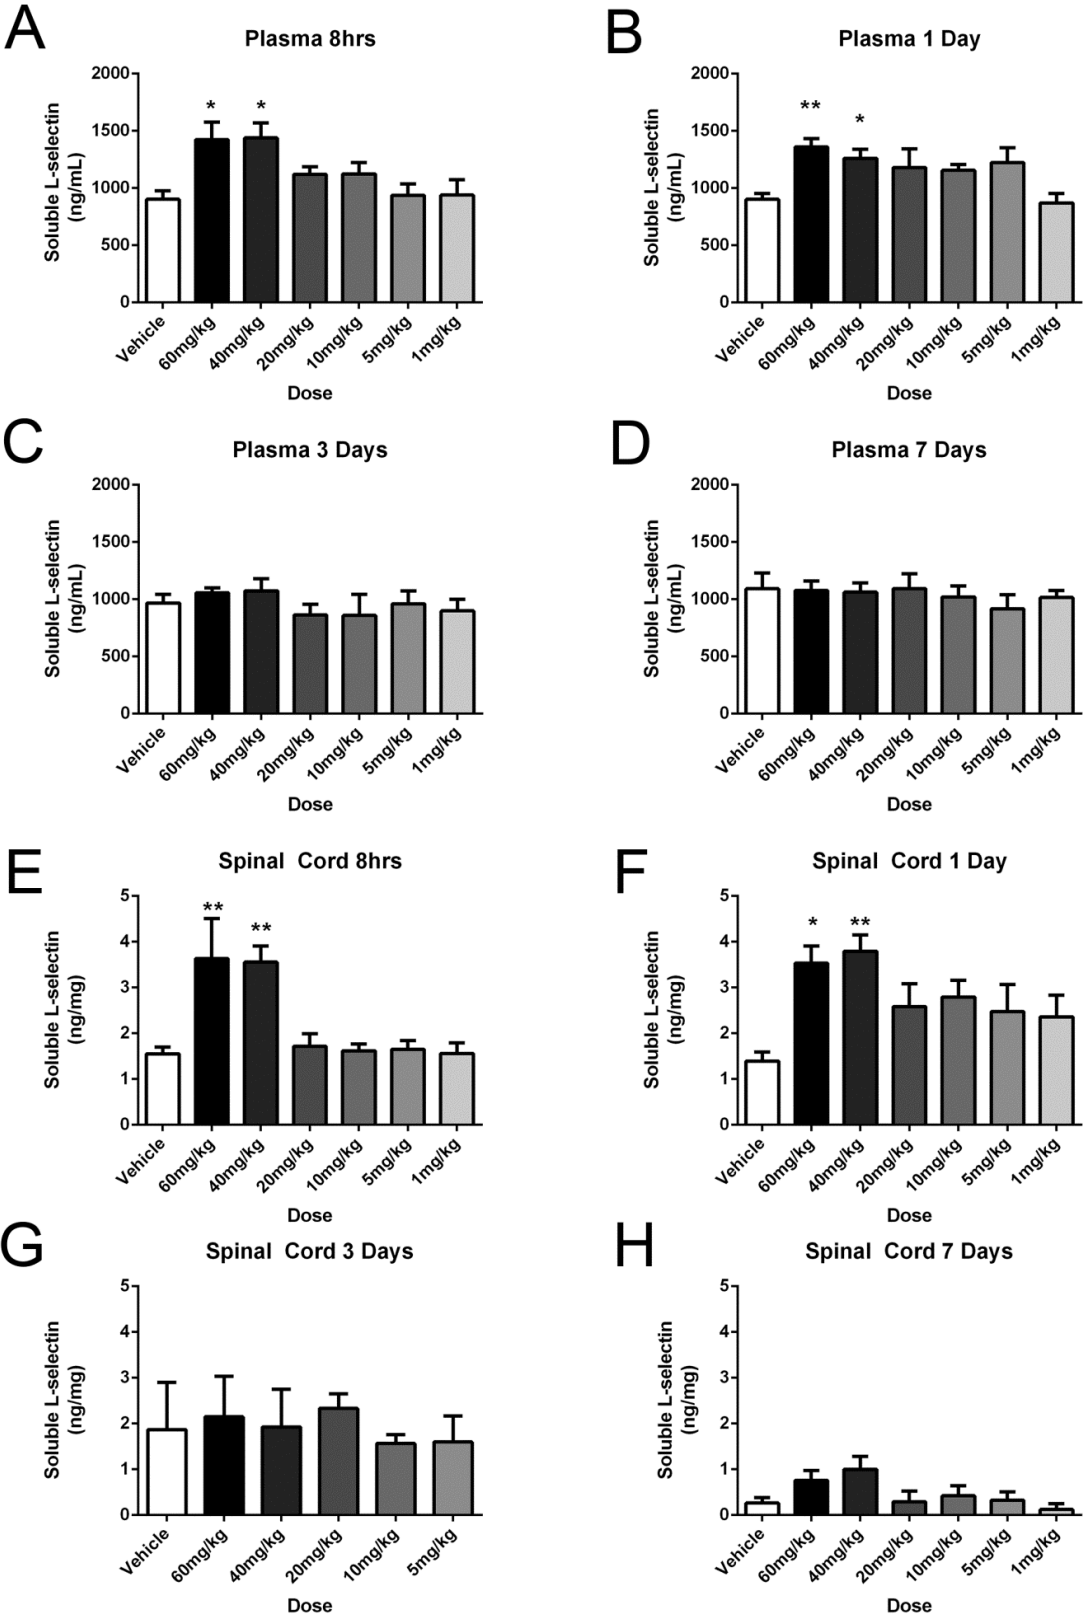 A
Plasma 8hrs
Soluble L-selectin
(ng/mL)
2000
1500
1000
500
0
*
*
Vehicle
60mg/kg
40mg/kg
20mg/kg
10mg/kg
5mg/kg
1mg/kg
Dose
B
Plasma 1 Day
Soluble L-selectin
(ng/mL)
2000
1500
1000
500
0
**
*
Vehicle
60mg/kg
40mg/kg
20mg/kg
10mg/kg
5mg/kg
1mg/kg
Dose
C
Plasma 3 Days
Soluble L-selectin
(ng/mL)
2000
1500
1000
500
0
Vehicle
60mg/kg
40mg/kg
20mg/kg
10mg/kg
5mg/kg
1mg/kg
Dose
D
Plasma 7 Days
Soluble L-selectin
(ng/mL)
2000
1500
1000
500
0
Vehicle
60mg/kg
40mg/kg
20mg/kg
10mg/kg
5mg/kg
1mg/kg
Dose
E
Spinal Cord 8hrs
Soluble L-selectin
(ng/mg)
5
4
3
2
1
0
**
**
Vehicle
60mg/kg
40mg/kg
20mg/kg
10mg/kg
5mg/kg
1mg/kg
Dose
F
Spinal Cord 1 Day
Soluble L-selectin
(ng/mg)
5
4
3
2
1
0
*
**
Vehicle
60mg/kg
40mg/kg
20mg/kg
10mg/kg
5mg/kg
1mg/kg
Dose
G
Spinal Cord 3 Days
Soluble L-selectin
(ng/mg)
5
4
3
2
1
0
Vehicle
60mg/kg
40mg/kg
20mg/kg
10mg/kg
5mg/kg
Dose
H
Spinal Cord 7 Days
Soluble L-selectin
(ng/mg)
5
4
3
2
1
0
Vehicle
60mg/kg
40mg/kg
20mg/kg
10mg/kg
5mg/kg
1mg/kg
Dose